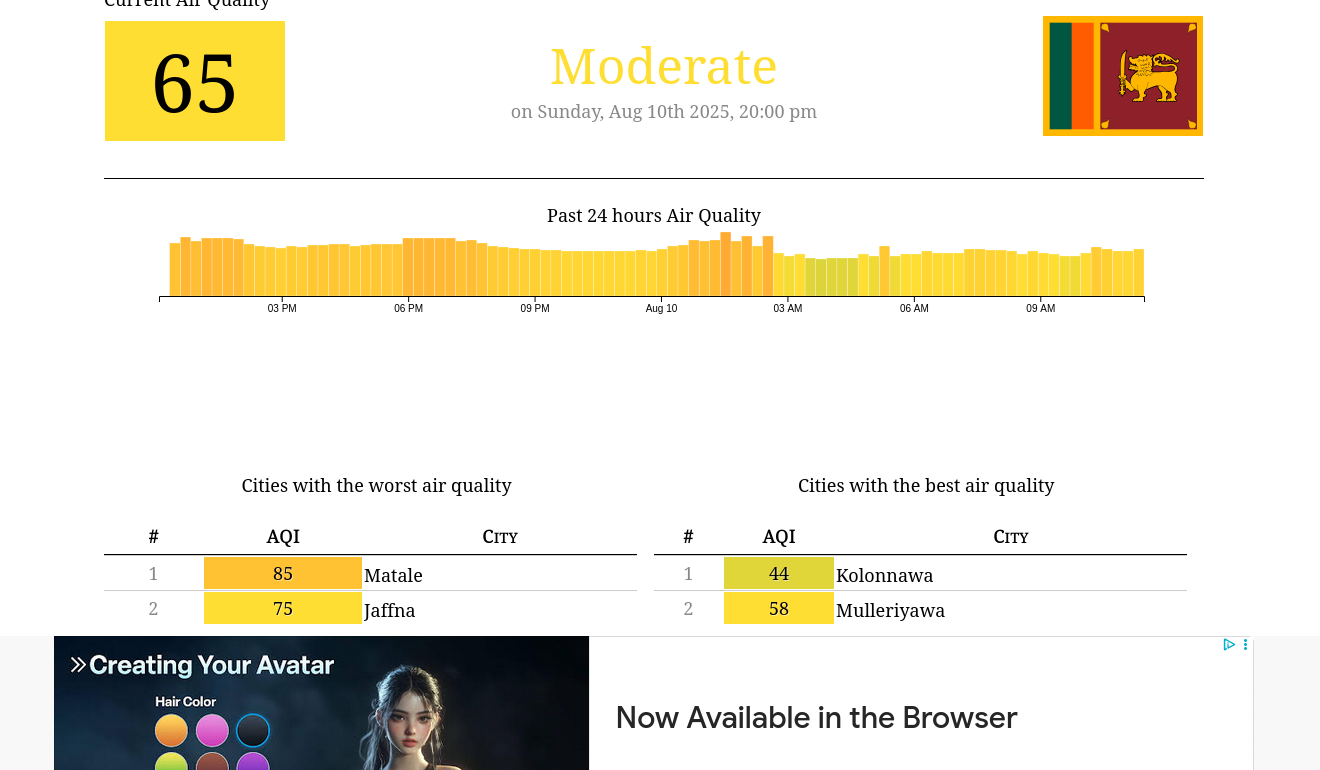 Current Air Quality
65
Moderate
on Sunday, Aug 10th 2025, 20:00 pm
Past 24 hours Air Quality
03 PM 06 PM 09 PM Aug 10 03 AM 06 AM 09 AM
Cities with the worst air quality
# AQI City
1 85 Matale
2 75 Jaffna
Cities with the best air quality
# AQI City
1 44 Kolonnawa
2 58 Mulleriyawa
Creating Your Avatar
Hair Color
Now Available in the Browser